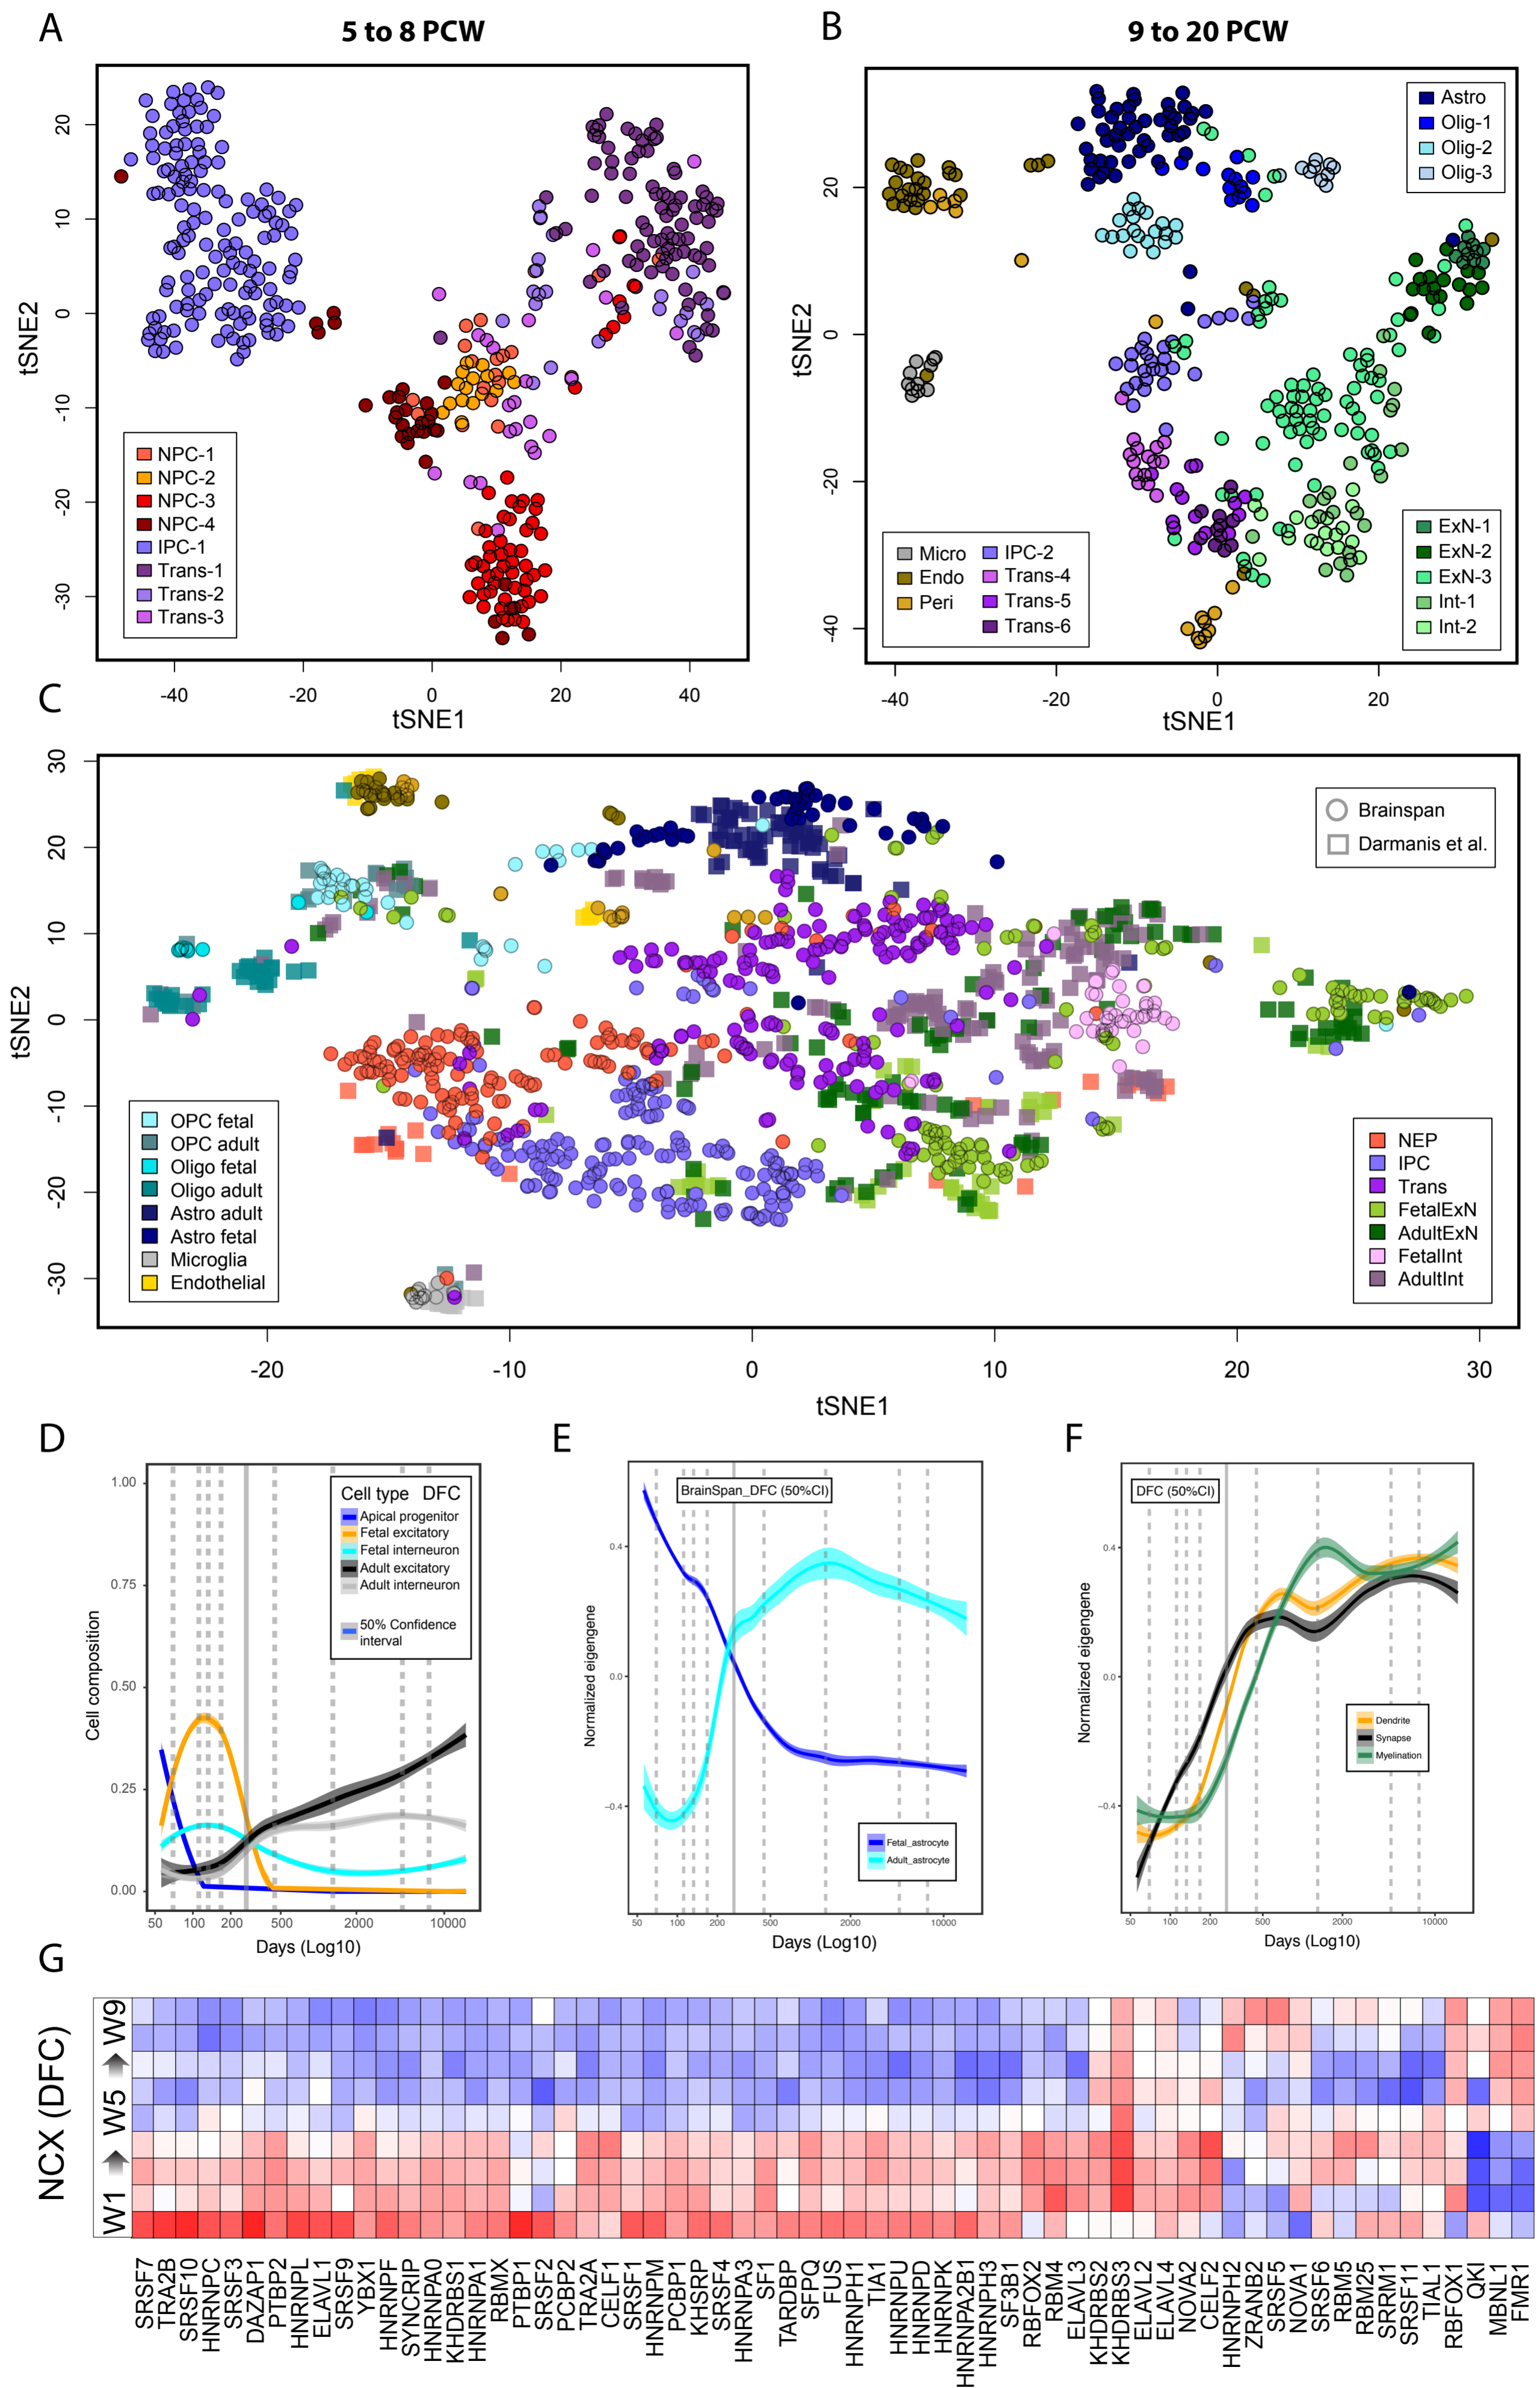 A
5 to 8 PCW
tSNE2
20
10
0
-10
-20
-30
NPC-1
NPC-2
NPC-3
NPC-4
IPC-1
Trans-1
Trans-2
Trans-3
-40
-20
0
20
40
tSNE1
B
9 to 20 PCW
tSNE2
20
0
-20
-40
Astro
Olig-1
Olig-2
Olig-3
Micro
Endo
Peri
IPC-2
Trans-4
Trans-5
Trans-6
ExN-1
ExN-2
ExN-3
Int-1
Int-2
-40
-20
0
20
tSNE1
C
tSNE2
30
20
10
0
-10
-20
-30
Brainspan
Darmanis et al.
OPC fetal
OPC adult
Oligo fetal
Oligo adult
Astro adult
Astro fetal
Microglia
Endothelial
NEP
IPC
Trans
FetalExN
AdultExN
FetalInt
AdultInt
-20
-10
0
10
20
30
tSNE1
D
Cell composition
1.00
0.75
0.50
0.25
0.00
Cell type DFC
Apical progenitor
Fetal excitatory
Fetal interneuron
Adult excitatory
Adult interneuron
50% Confidence
interval
50
100
200
500
2000
10000
Days (Log10)
E
Normalized eigengene
0.4
0.0
-0.4
BrainSpan_DFC (50%CI)
Fetal_astrocyte
Adult_astrocyte
50
100
200
500
2000
10000
Days (Log10)
F
Normalized eigengene
0.4
0.0
-0.4
DFC (50%CI)
Dendrite
Synapse
Myelination
50
100
200
500
2000
10000
Days (Log10)
G
NCX (DFC)
W1
W5
W9
SRSF7
TRA2B
SRSF10
HNRNPC
SRSF3
DAZAP1
PTBP2
HNRNPL
ELAVL1
SRSF9
YBX1
HNRNPF
SYNCRIP
HNRNPA0
KHDRBS1
HNRNPA1
RBMX
PTBP1
SRSF2
PCBP2
TRA2A
CELF1
SRSF1
HNRNPM
PCBP1
KHSRP
SRSF4
HNRNPA3
SF1
TARDBP
SFPQ
FUS
HNRNPH1
TIA1
HNRNPU
HNRNPD
HNRNPK
HNRNPA2B1
HNRNPH3
SF3B1
RBFOX2
RBM4
ELAVL3
KHDRBS2
KHDRBS3
ELAVL2
ELAVL4
NOVA2
CELF2
HNRNPH2
ZRANB2
SRSF5
NOVA1
SRSF6
RBM5
RBM25
SRRM1
SRSF11
TIAL1
RBFOX1
QKI
MBNL1
FMR1